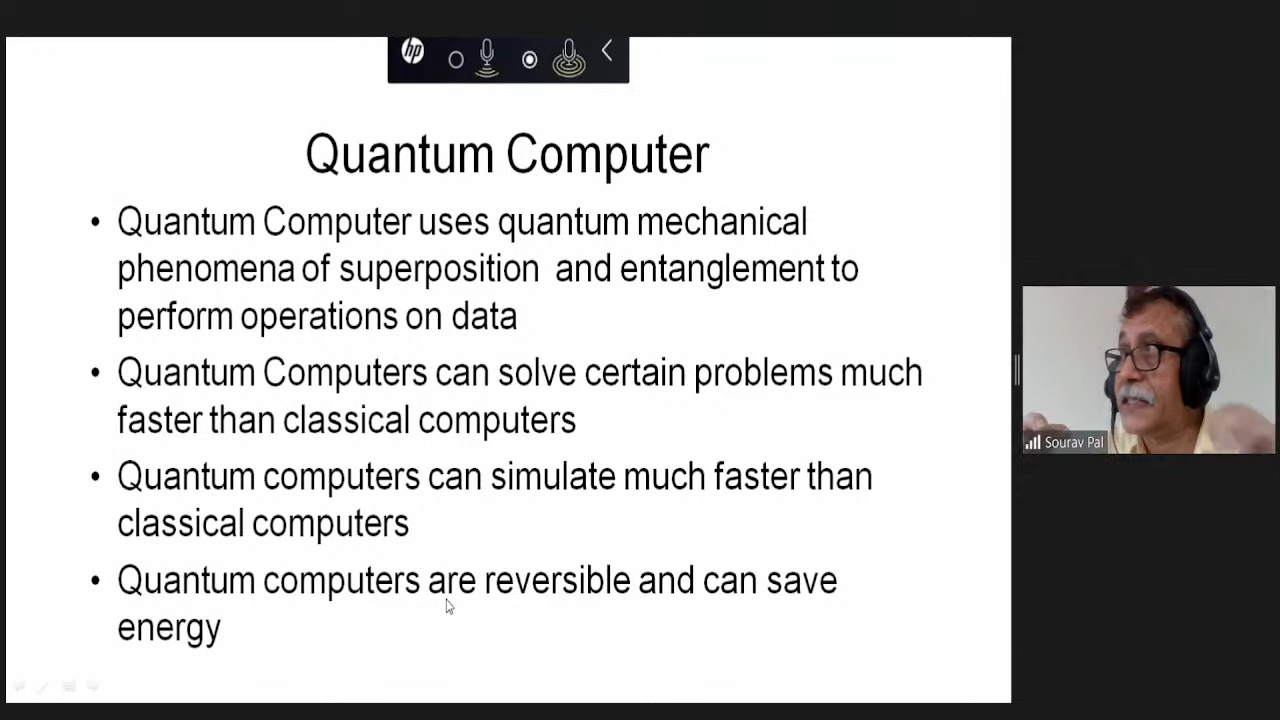 hp
Quantum Computer
• Quantum Computer uses quantum mechanical
phenomena of superposition and entanglement to
perform operations on data
• Quantum Computers can solve certain problems much
faster than classical computers
• Quantum computers can simulate much faster than
classical computers
• Quantum computers are reversible and can save
energy
Sourav Pal